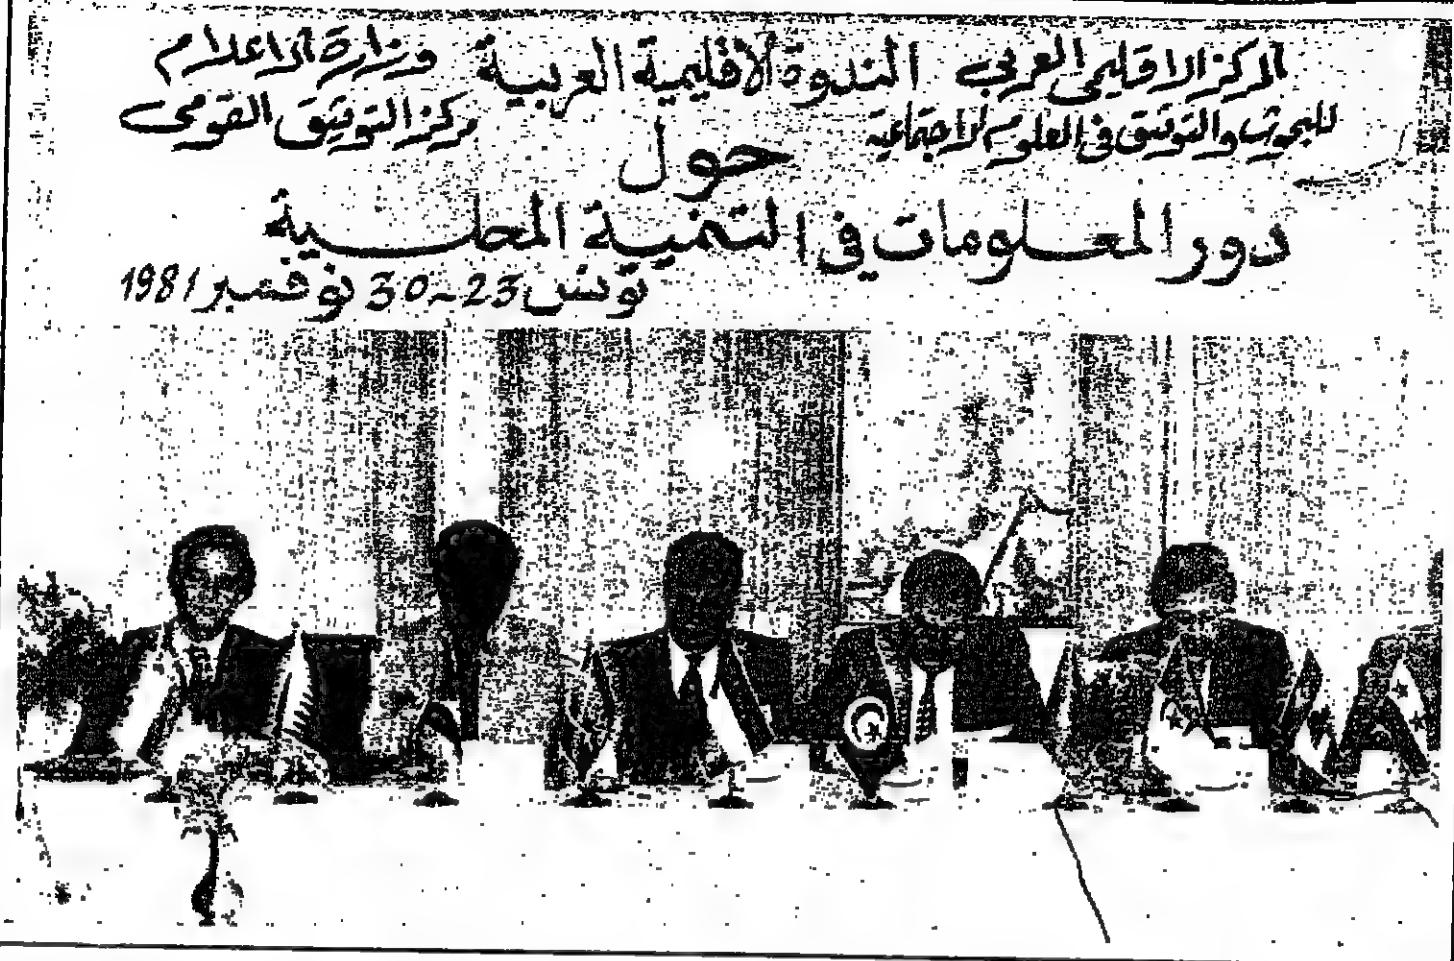 المركز الاقليمي العربي
للبحوث والتوثيق في العلوم الاجتماعية
الندوة الاقليمية العربية
حول
وزارة الاعلام
مركز التوثيق القومي
دور المعلومات في التنمية المحلية
تونس 23-30 نوفمبر 1981